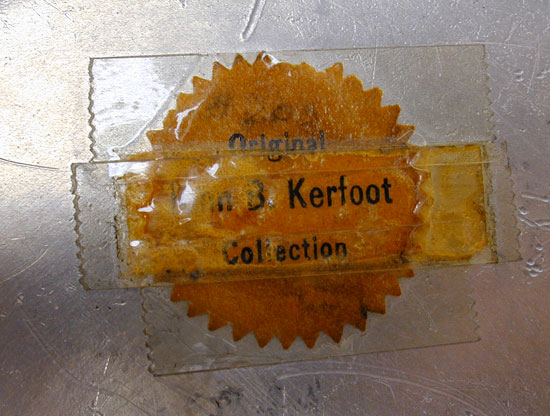 Original
B. Kerfoot
Collection